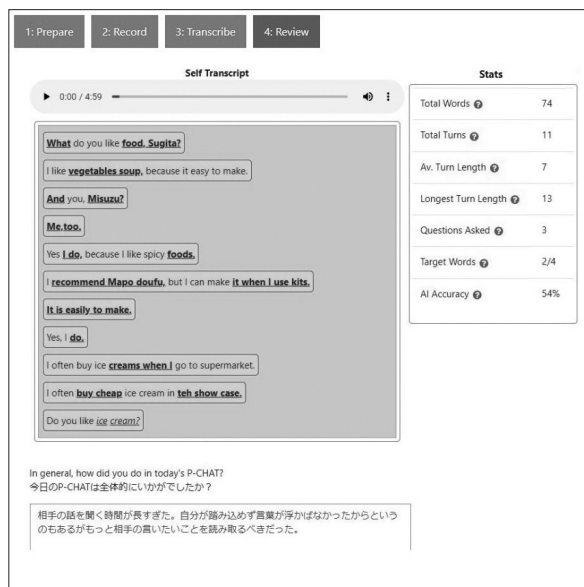 1: Prepare
2: Record
3: Transcribe
4: Review
Self Transcript
0:00 / 4:59
What do you like food, Sugita?
I like vegetables soup, because it easy to make.
And you, Misuzu?
Me,too.
Yes I do, because I like spicy foods.
I recommend Mapo doufu, but I can make it when I use kits.
It is easily to make.
Yes, I do.
I often buy ice creams when I go to supermarket.
I often buy cheap ice cream in teh show case.
Do you like ice cream?
Stats
Total Words ? 74
Total Turns ? 11
Av. Turn Length ? 7
Longest Turn Length ? 13
Questions Asked ? 3
Target Words ? 2/4
AI Accuracy ? 54%
In general, how did you do in today's P-CHAT?
今日のP-CHATは全体的にいかがでしたか？
相手の話を聞く時間が長すぎた。自分が踏み込めず言葉が浮かばなかったからという
のもあるがもっと相手の言いたいことを読み取るべきだった。